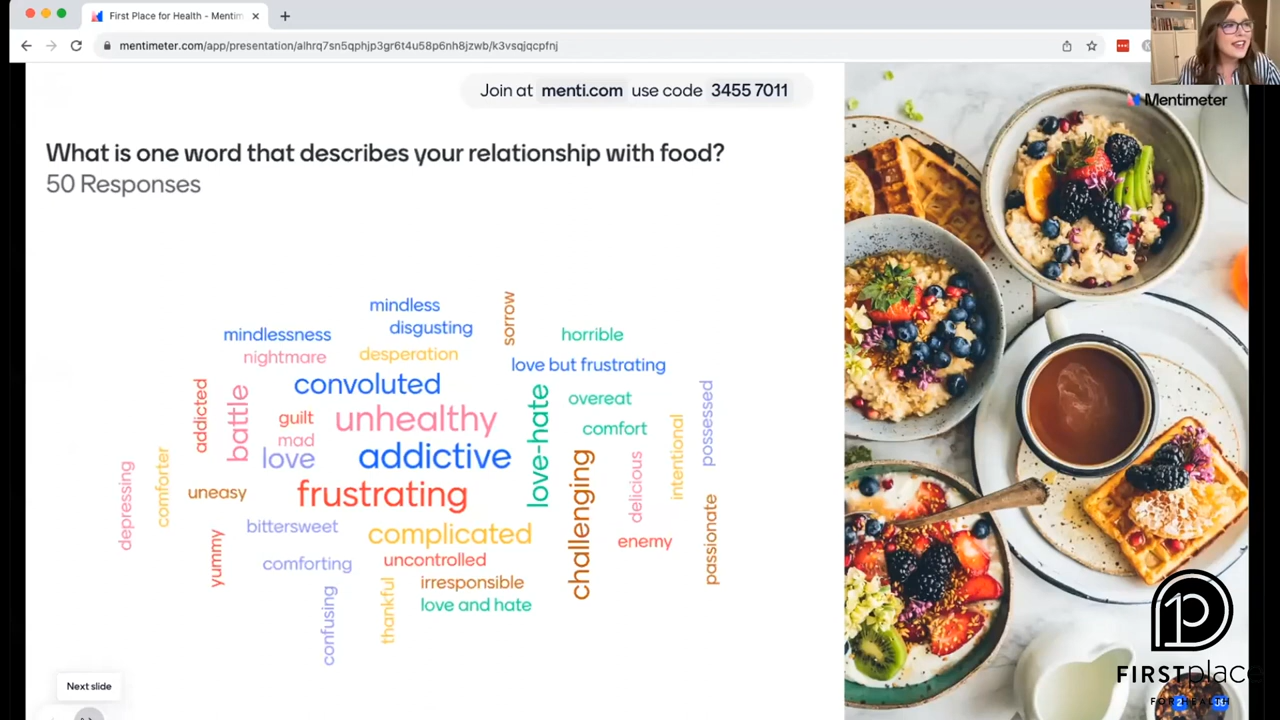 First Place for Health - Mentim
mentimeter.com/app/presentation/alhrq7sn5qphjp3gr6t4u58p6nh8jzwb/k3vsqjqcpfnj
Join at menti.com use code 3455 7011
Mentimeter
What is one word that describes your relationship with food?
50 Responses
mindless
sorrow
disgusting
mindlessness
horrible
nightmare
desperation
love but frustrating
convoluted
addicted
battle
love-hate
overeat
possessed
guilt
unhealthy
comfort
intentional
mad
love
addictive
challenging
delicious
depressing
comforter
uneasy
frustrating
passionate
bittersweet
complicated
enemy
yummy
comforting
uncontrolled
irresponsible
thankful
love and hate
confusing
Next slide
FIRSTplace
FOR HEALTH